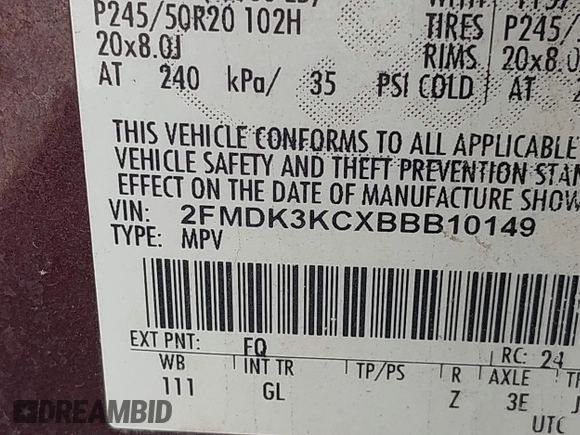 P245/50R20 102H
TIRES P245/
20x8.0J
RIMS 20x8.0
AT 240 kPa/ 35 PSI COLD AT
THIS VEHICLE CONFORMS TO ALL APPLICABLE
VEHICLE SAFETY AND THEFT PREVENTION STAN
EFFECT ON THE DATE OF MANUFACTURE SHOW
VIN: 2FMDK3KCXBBB10149
TYPE: MPV
EXT PNT: FQ RC: 24
WB INT TR TP/PS R AXLE
111 GL Z 3E J
UTC
DREAMBID